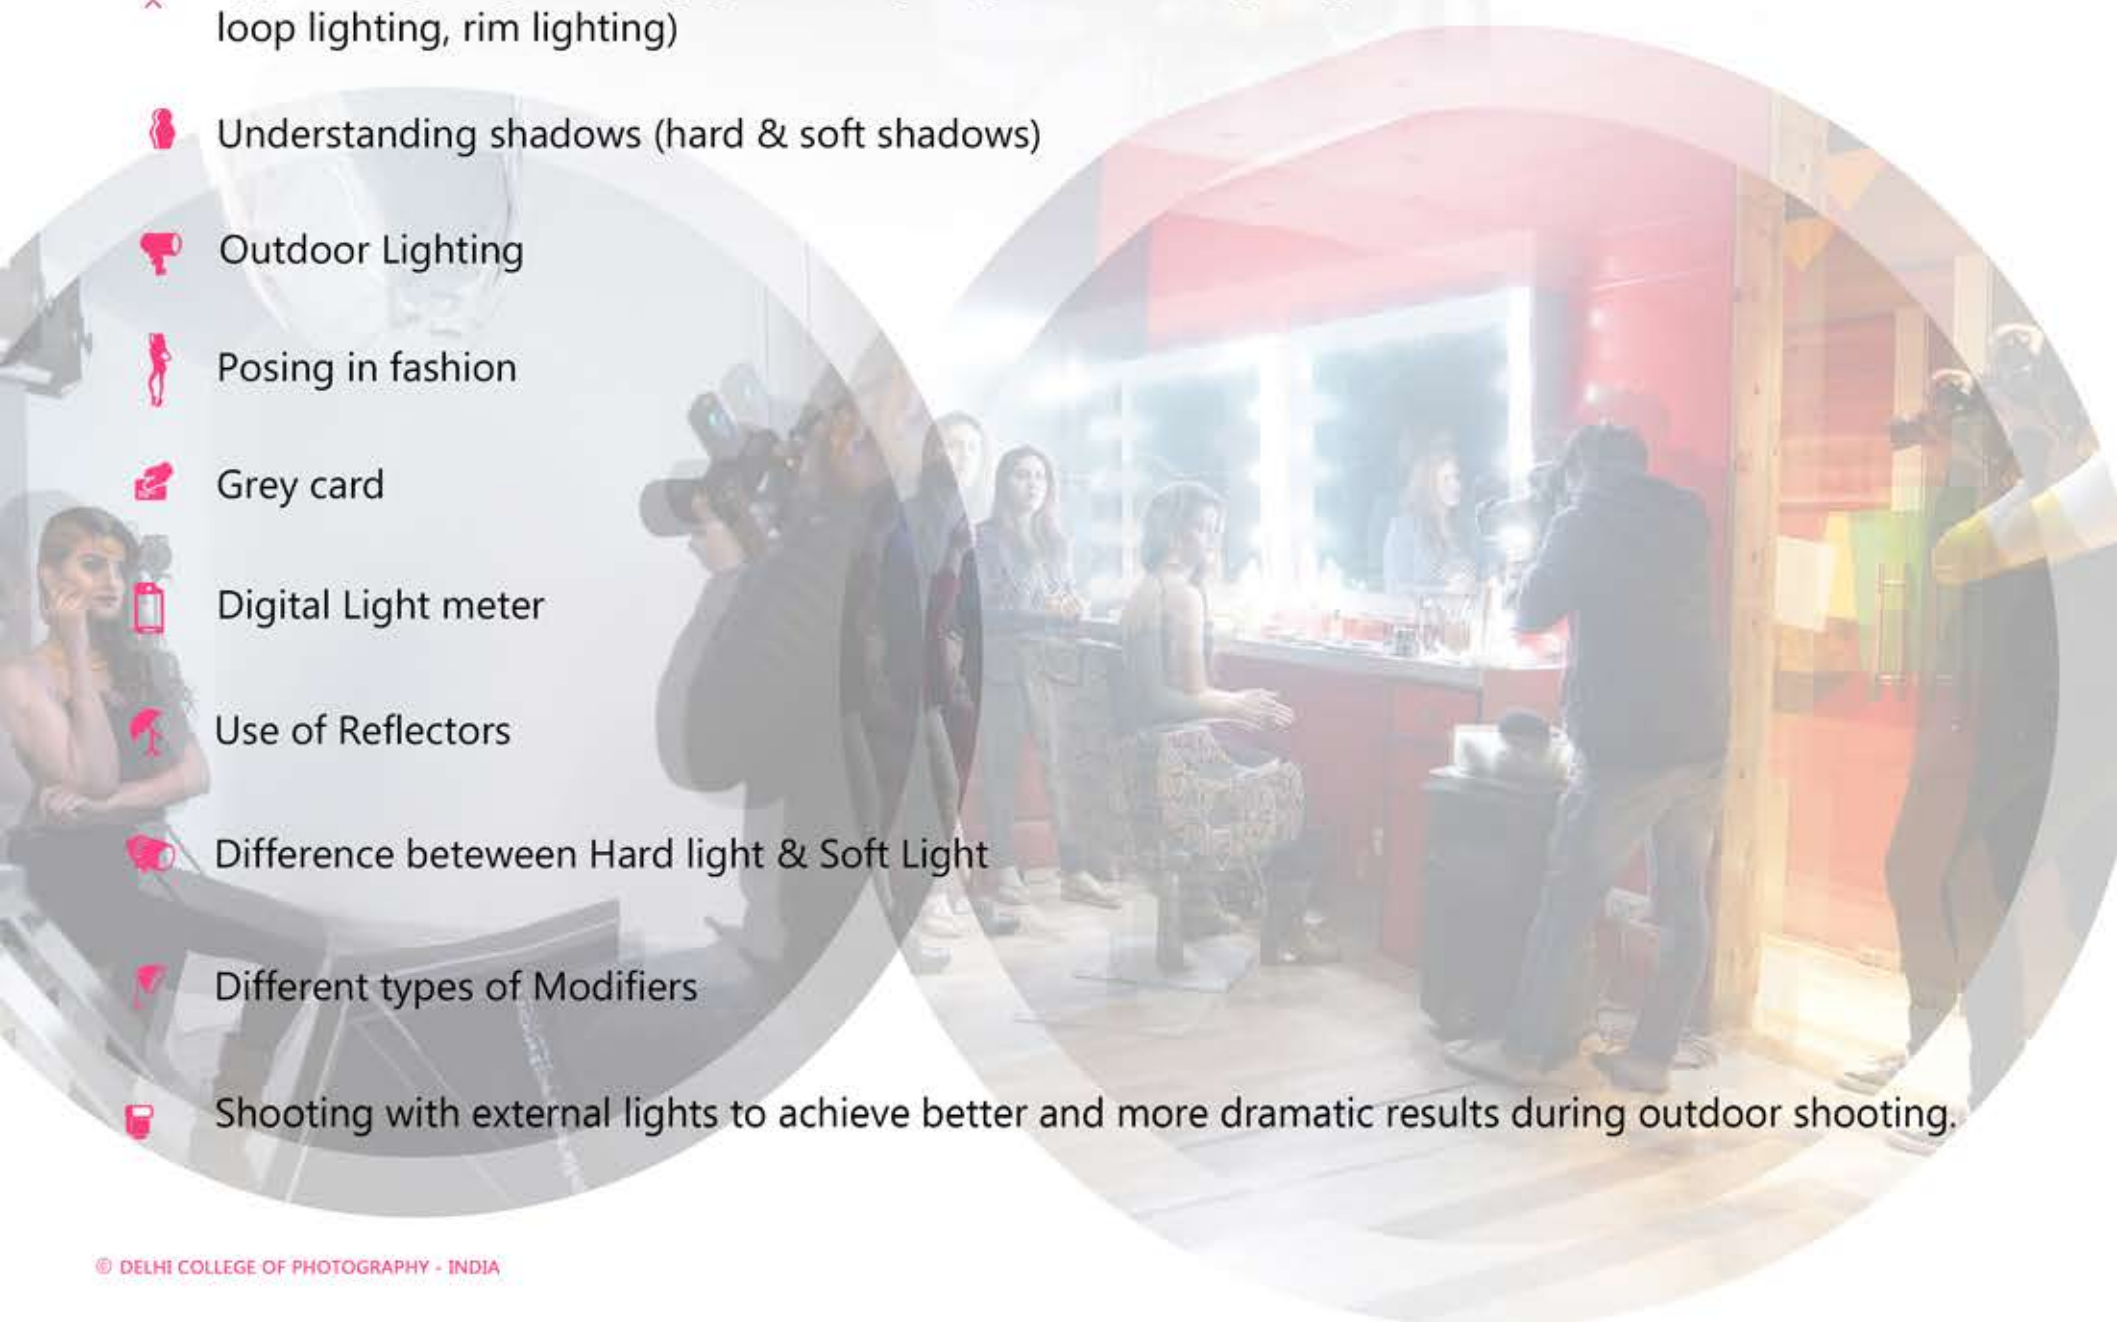 loop lighting, rim lighting)
Understanding shadows (hard & soft shadows)
Outdoor Lighting
Posing in fashion
Grey card
Digital Light meter
Use of Reflectors
Difference beteween Hard light & Soft Light
Different types of Modifiers
Shooting with external lights to achieve better and more dramatic results during outdoor shooting.
© DELHI COLLEGE OF PHOTOGRAPHY - INDIA